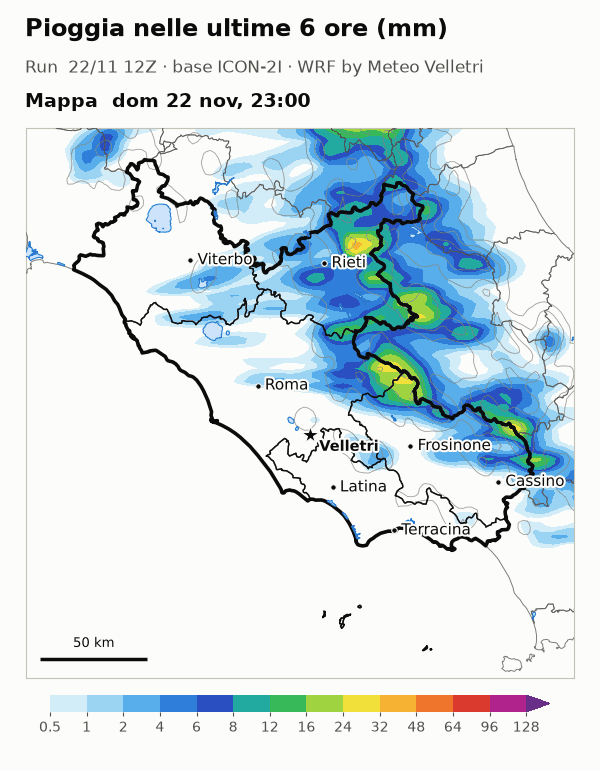 Pioggia nelle ultime 6 ore (mm)
Run 22/11 12Z · base ICON-2I · WRF by Meteo Velletri
Mappa dom 22 nov, 23:00
Viterbo
Rieti
Roma
Velletri
Frosinone
Cassino
Latina
Terracina
50 km
0.5 1 2 4 6 8 12 16 24 32 48 64 96 128